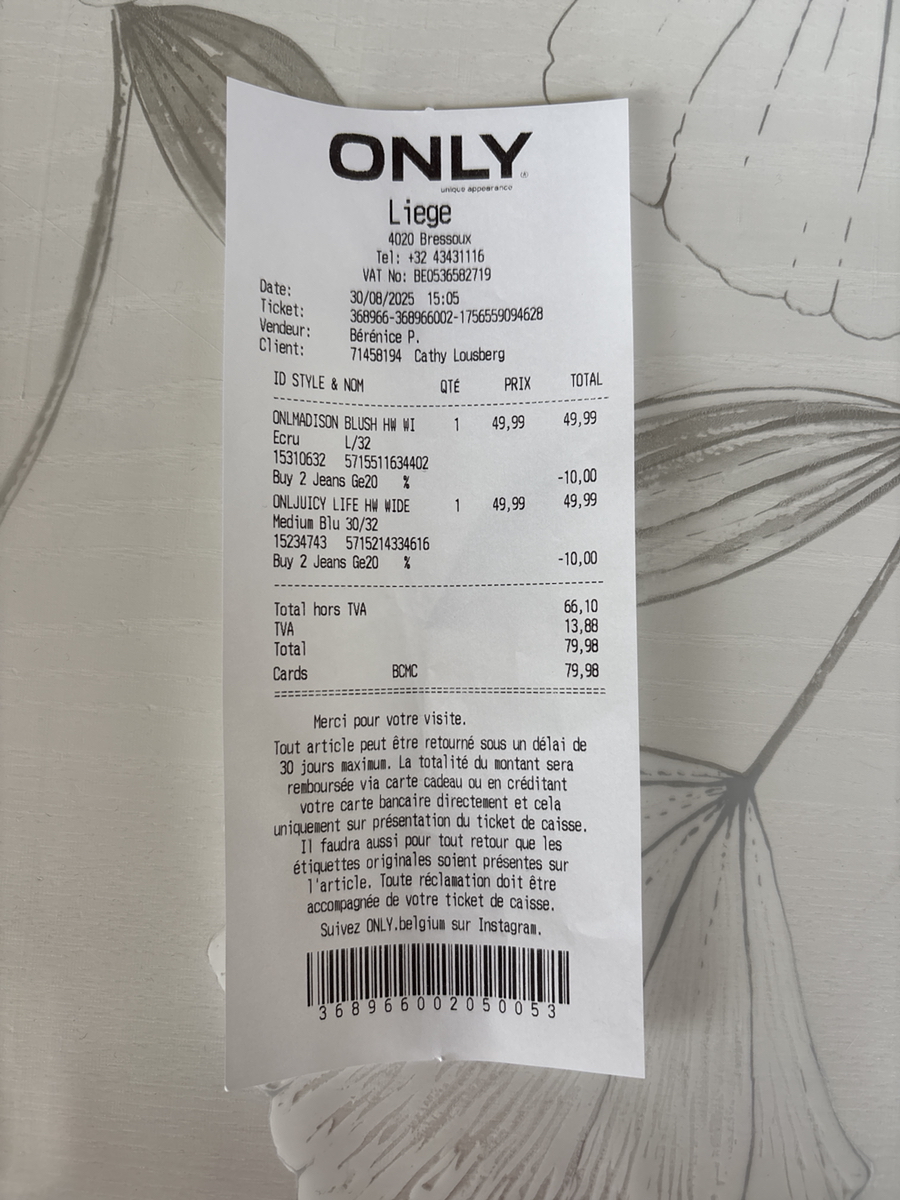 ONLY
unique appearance
Liege
4020 Bressoux
Tel: +32 43431116
VAT No: BE0536582719
Date: 30/08/2025 15:05
Ticket: 368966-368966002-1756559094628
Vendeur: Bérénice P.
Client: 71458194 Cathy Lousberg
ID STYLE & NOM QTÉ PRIX TOTAL
ONLMADISON BLUSH HW WI 1 49,99 49,99
Ecru L/32
15310632 5715511634402
Buy 2 Jeans Ge20 % -10,00
ONLJUICY LIFE HW WIDE 1 49,99 49,99
Medium Blu 30/32
15234743 5715214334616
Buy 2 Jeans Ge20 % -10,00
Total hors TVA 66,10
TVA 13,88
Total 79,98
Cards BCMC 79,98
Merci pour votre visite.
Tout article peut être retourné sous un délai de
30 jours maximum. La totalité du montant sera
remboursée via carte cadeau ou en créditant
votre carte bancaire directement et cela
uniquement sur présentation du ticket de caisse.
Il faudra aussi pour tout retour que les
étiquettes originales soient présentes sur
l'article. Toute réclamation doit être
accompagnée de votre ticket de caisse.
Suivez ONLY.belgium sur Instagram.
368966002050053